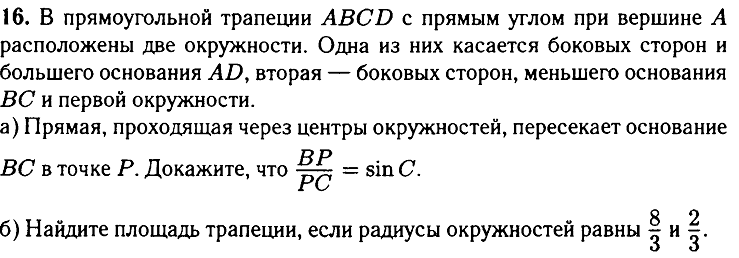 16. В прямоугольной трапеции ABCD с прямым углом при вершине A
расположены две окружности. Одна из них касается боковых сторон и
большего основания AD, вторая — боковых сторон, меньшего основания
BC и первой окружности.
а) Прямая, проходящая через центры окружностей, пересекает основание
BC в точке P. Докажите, что BP/PC = sin C.
б) Найдите площадь трапеции, если радиусы окружностей равны 8/3 и 2/3.